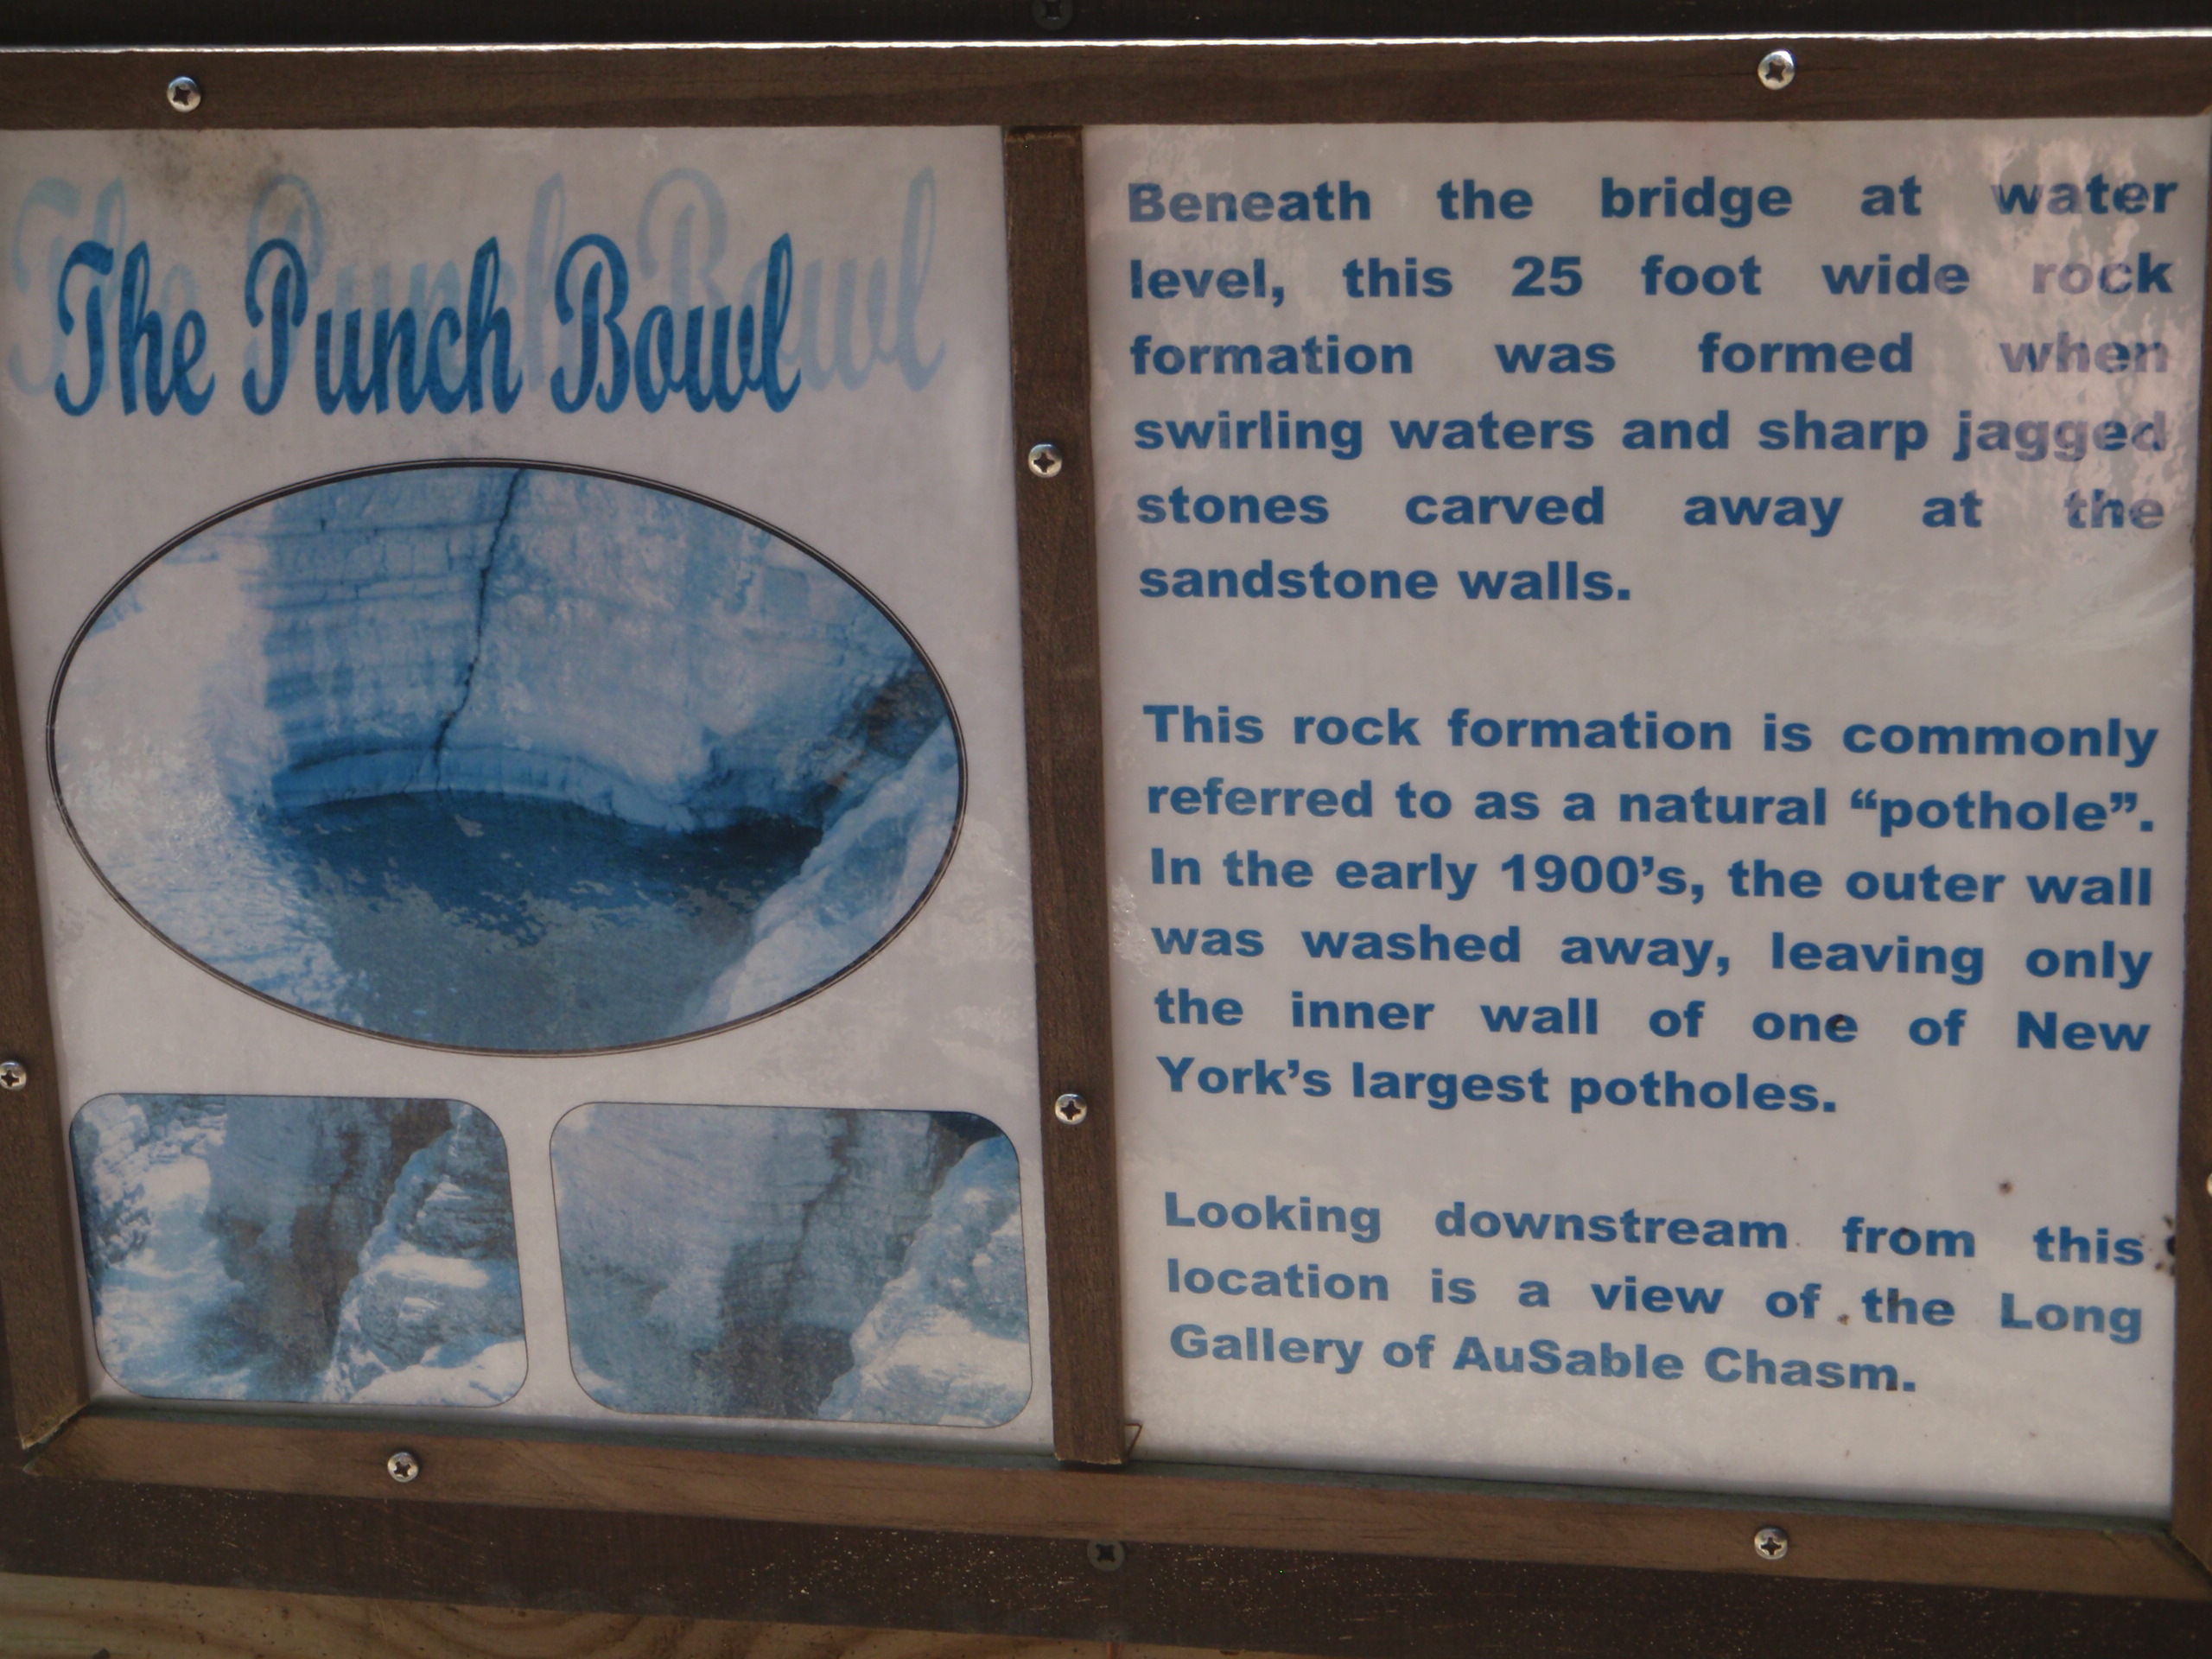 The Punch Bowl
Beneath the bridge at water
level, this 25 foot wide rock
formation was formed when
swirling waters and sharp jagged
stones carved away at the
sandstone walls.
This rock formation is commonly
referred to as a natural “pothole”.
In the early 1900’s, the outer wall
was washed away, leaving only
the inner wall of one of New
York’s largest potholes.
Looking downstream from this
location is a view of the Long
Gallery of AuSable Chasm.